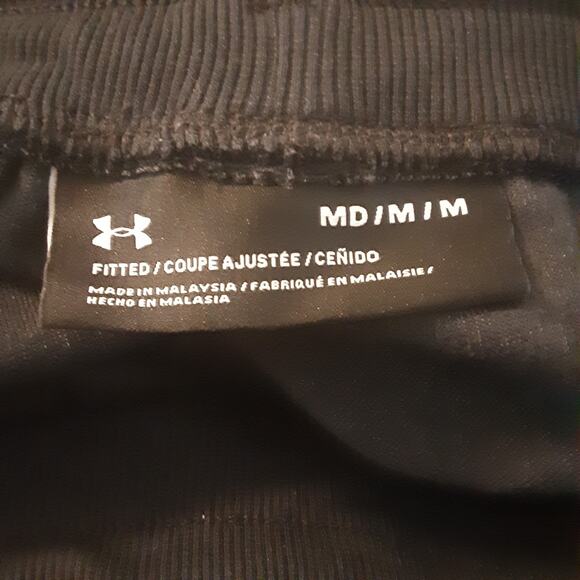 MD/M/M
FITTED/COUPE AJUSTÉE/CEÑIDO
MADE IN MALAYSIA/FABRIQUÉ EN MALAISIE/
HECHO EN MALASIA